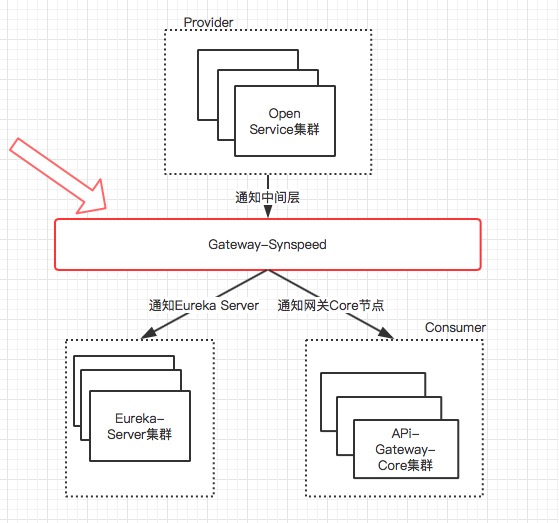 Provider
Open
Service集群
通知中间层
Gateway-Synspeed
通知Eureka Server
通知网关Core节点
Consumer
Eureka-
Server集群
APi-
Gateway-
Core集群